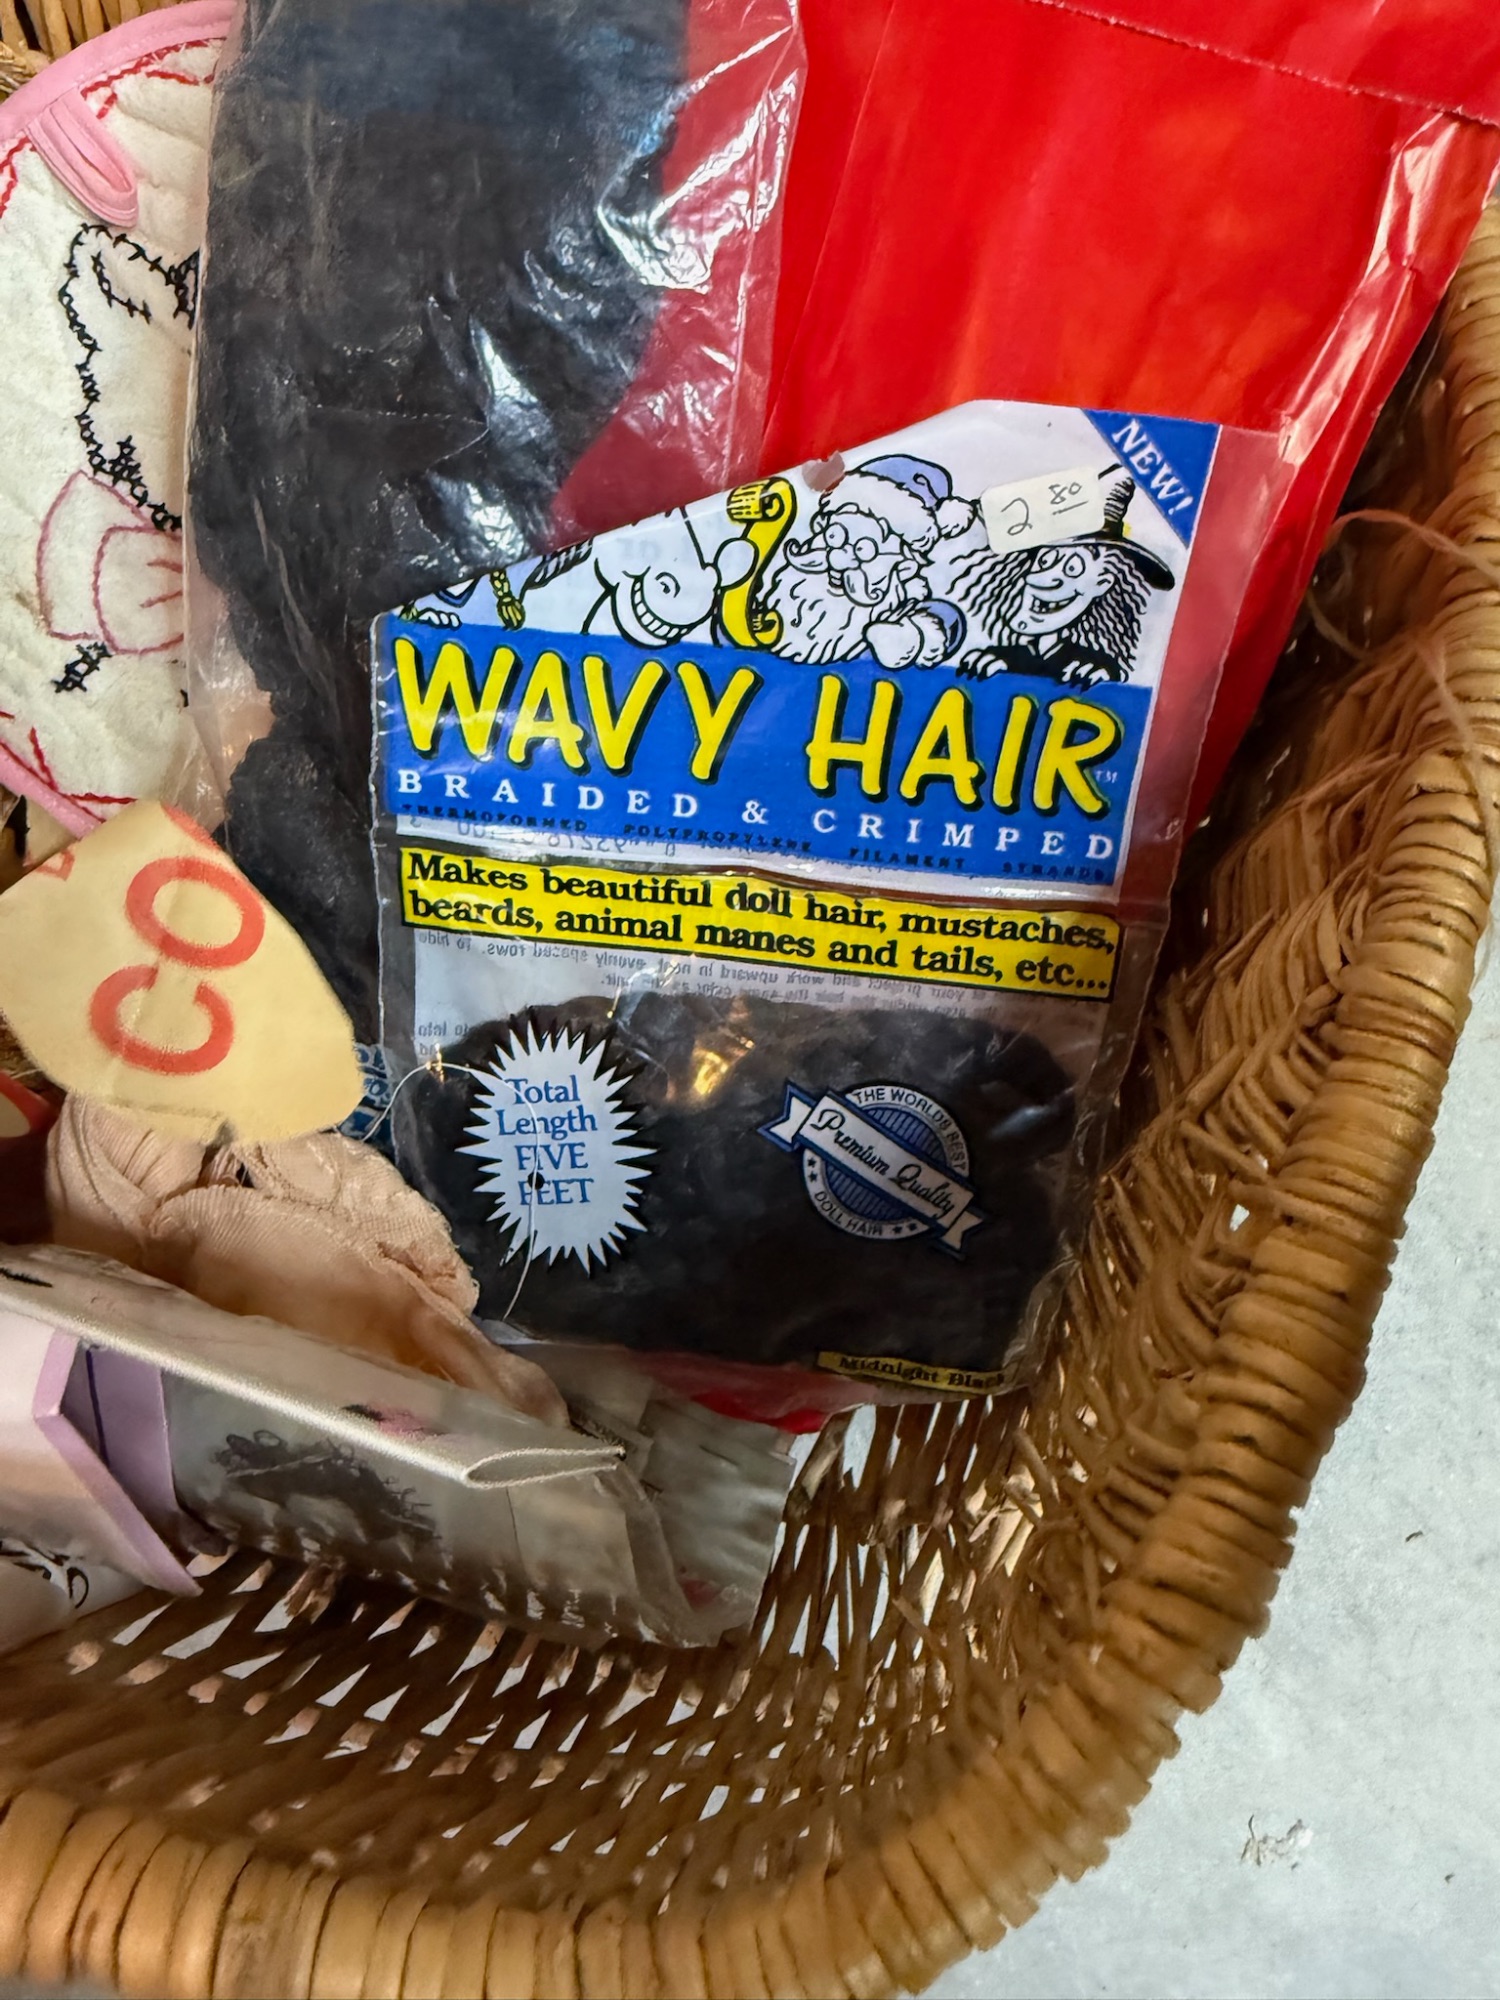 NEW!
2 80
WAVY HAIR™
BRAIDED & CRIMPED
THERMOFORMED POLYPROPYLENE FILAMENT STRANDS
Makes beautiful doll hair, mustaches,
beards, animal manes and tails, etc...
CO
Total
Length
FIVE
FEET
THE WORLDS BEST
Premium Quality
DOLL HAIR
Midnight Black